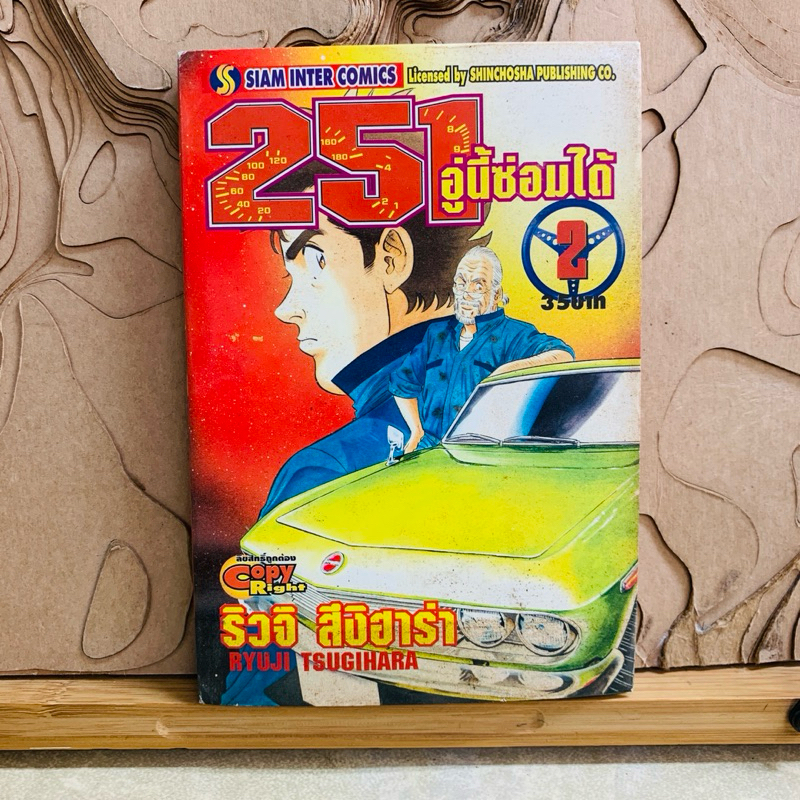 SIAM INTER COMICS Licensed by SHINCHOSHA PUBLISHING CO.
251
อู่นี้ซ่อมได้
2
35บาท
ลิขสิทธิ์ถูกต้อง
Copy
Right
ริวจิ สึงิฮาร่า
RYUJI TSUGIHARA